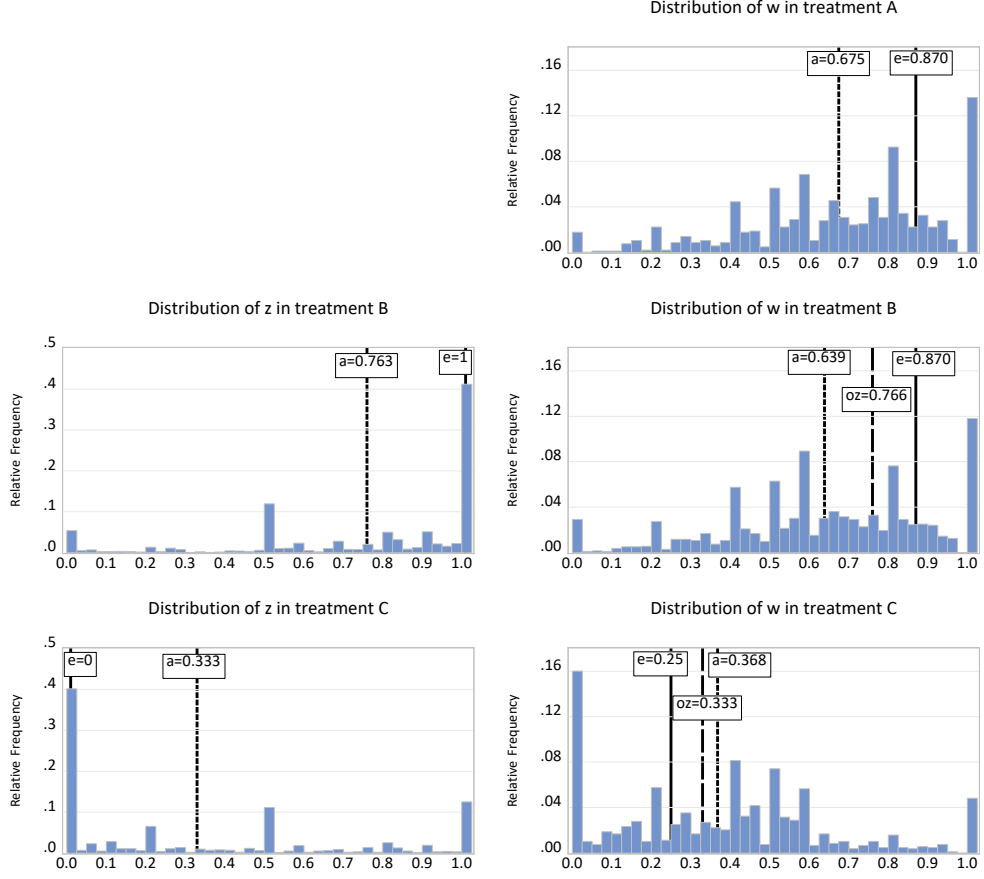 Distribution of w in treatment A
Relative Frequency
.16
.12
.08
.04
.00
a=0.675
e=0.870
0.0 0.1 0.2 0.3 0.4 0.5 0.6 0.7 0.8 0.9 1.0
Distribution of z in treatment B
Relative Frequency
.5
.4
.3
.2
.1
.0
a=0.763
e=1
0.0 0.1 0.2 0.3 0.4 0.5 0.6 0.7 0.8 0.9 1.0
Distribution of w in treatment B
Relative Frequency
.16
.12
.08
.04
.00
a=0.639
e=0.870
oz=0.766
0.0 0.1 0.2 0.3 0.4 0.5 0.6 0.7 0.8 0.9 1.0
Distribution of z in treatment C
Relative Frequency
.5
.4
.3
.2
.1
.0
e=0
a=0.333
0.0 0.1 0.2 0.3 0.4 0.5 0.6 0.7 0.8 0.9 1.0
Distribution of w in treatment C
Relative Frequency
.16
.12
.08
.04
.00
e=0.25
a=0.368
oz=0.333
0.0 0.1 0.2 0.3 0.4 0.5 0.6 0.7 0.8 0.9 1.0